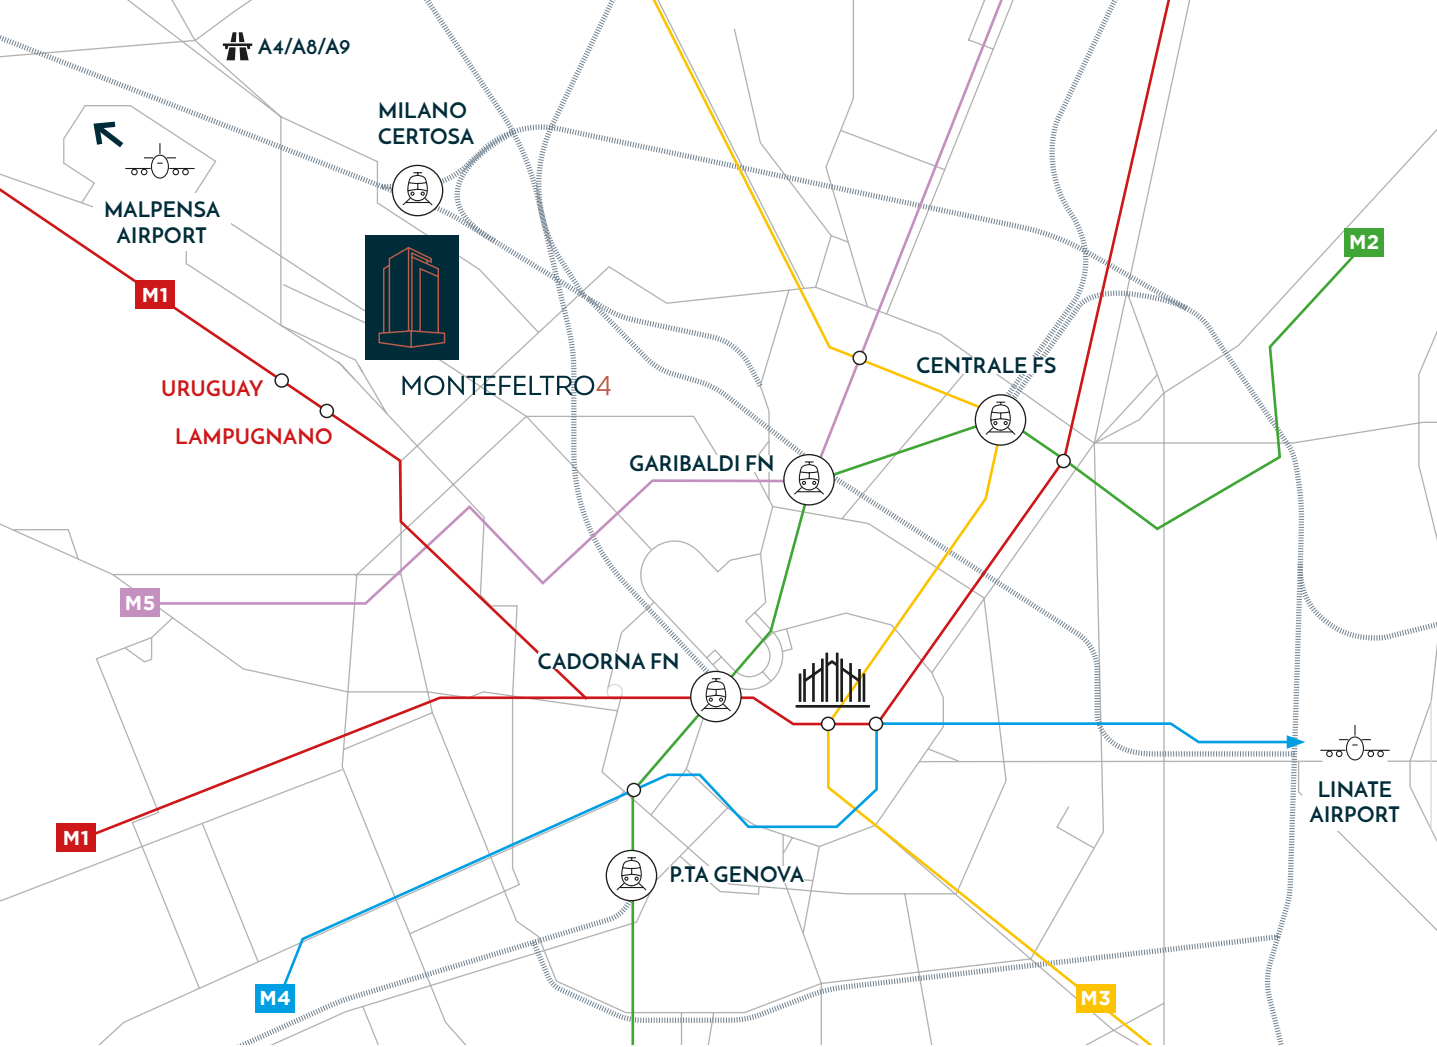 A4/A8/A9
MILANO
CERTOSA
MALPENSA
AIRPORT
M2
M1
CENTRALE FS
URUGUAY
MONTEFELTRO4
LAMPUGNANO
GARIBALDI FN
M5
CADORNA FN
LINATE
AIRPORT
M1
P.TA GENOVA
M4
M3